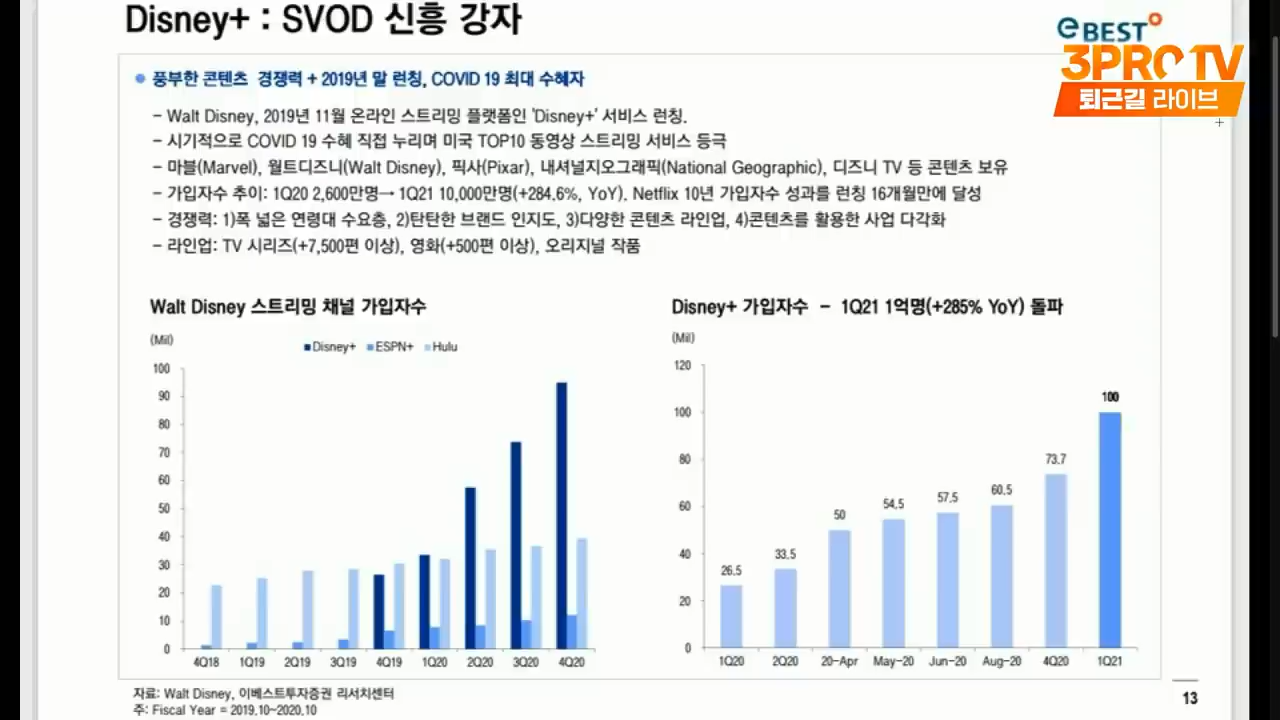 Disney+ : SVOD 신흥 강자
eBEST
3PROTV
퇴근길 라이브
풍부한 콘텐츠 경쟁력 + 2019년 말 런칭, COVID 19 최대 수혜자
– Walt Disney, 2019년 11월 온라인 스트리밍 플랫폼인 'Disney+' 서비스 런칭.
– 시기적으로 COVID 19 수혜 직접 누리며 미국 TOP10 동영상 스트리밍 서비스 등극
– 마블(Marvel), 월트디즈니(Walt Disney), 픽사(Pixar), 내셔널지오그래픽(National Geographic), 디즈니 TV 등 콘텐츠 보유
– 가입자수 추이: 1Q20 2,600만명→ 1Q21 10,000만명(+284.6%, YoY), Netflix 10년 가입자수 성과를 런칭 16개월만에 달성
– 경쟁력: 1)폭 넓은 연령대 수요층, 2)탄탄한 브랜드 인지도, 3)다양한 콘텐츠 라인업, 4)콘텐츠를 활용한 사업 다각화
– 라인업: TV 시리즈(+7,500편 이상), 영화(+500편 이상), 오리지널 작품
Walt Disney 스트리밍 채널 가입자수
(Mil)
Disney+ ESPN+ Hulu
100
90
80
70
60
50
40
30
20
10
0
4Q18 1Q19 2Q19 3Q19 4Q19 1Q20 2Q20 3Q20 4Q20
Disney+ 가입자수 – 1Q21 1억명(+285% YoY) 돌파
(Mil)
120
100
80
60
40
20
0
26.5 33.5 50 54.5 57.5 60.5 73.7 100
1Q20 2Q20 20-Apr May-20 Jun-20 Aug-20 4Q20 1Q21
자료: Walt Disney, 이베스트투자증권 리서치센터
주: Fiscal Year = 2019.10~2020.10
13